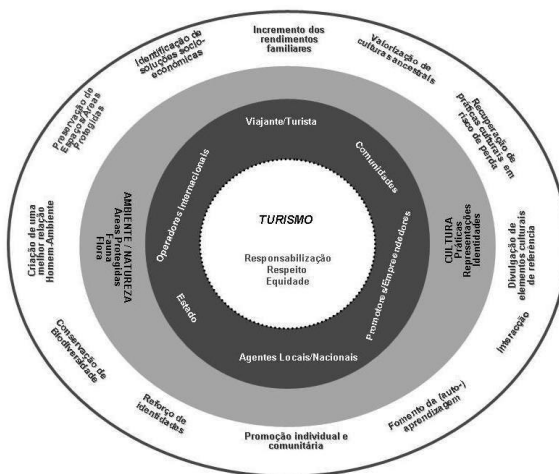 Incremento dos
rendimentos
familiares
Valorização de
culturas ancestrais
Recuperação de
práticas culturais em
risco de perda
Divulgação de
elementos culturais
de referência
Interacção
Fomento da (auto-)
aprendizagem
Promoção individual e
comunitária
Reforço de
Identidades
Conservação de
Biodiversidade
Criação de uma
melhor relação
Homem-Ambiente
Preservação de
Espaços/Áreas
Protegidas
Identificação de
soluções socio-
económicas
AMBIENTE / NATUREZA
Áreas Protegidas
Fauna
Flora
CULTURA
Práticas
Representações
Identidades
Viajante/Turista
Comunidades
Promotores/Empreendedores
Agentes Locais/Nacionais
Estado
Operadores Internacionais
TURISMO
Responsabilização
Respeito
Equidade